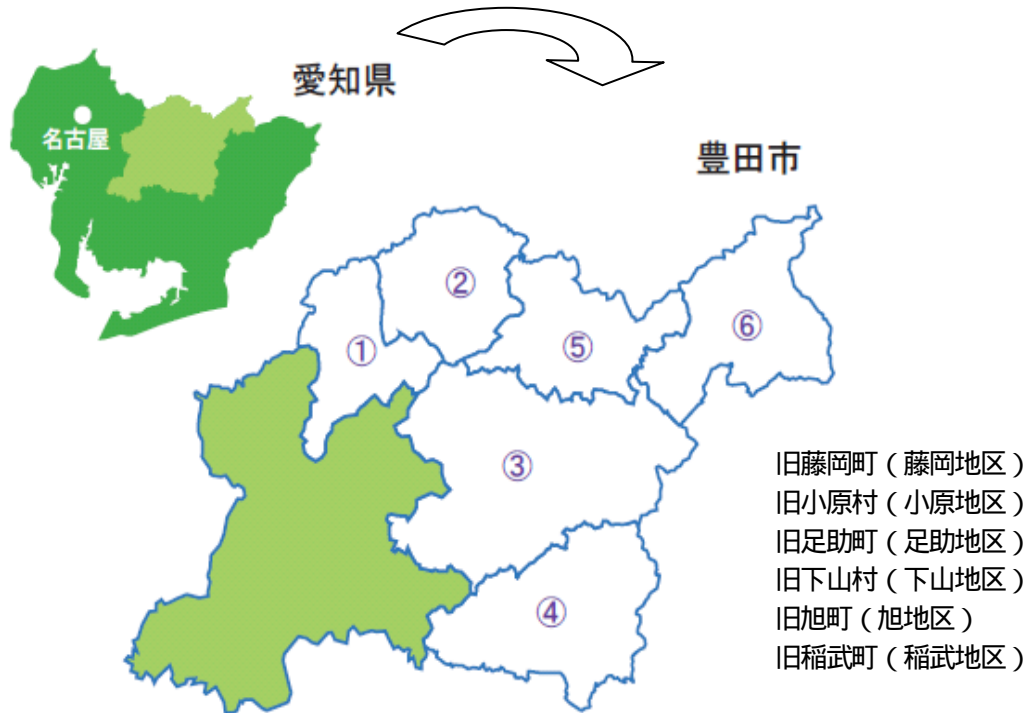 愛知県
名古屋
豊田市
②
⑥
⑤
①
③
④
旧藤岡町（藤岡地区）
旧小原村（小原地区）
旧足助町（足助地区）
旧下山村（下山地区）
旧旭町（旭地区）
旧稲武町（稲武地区）